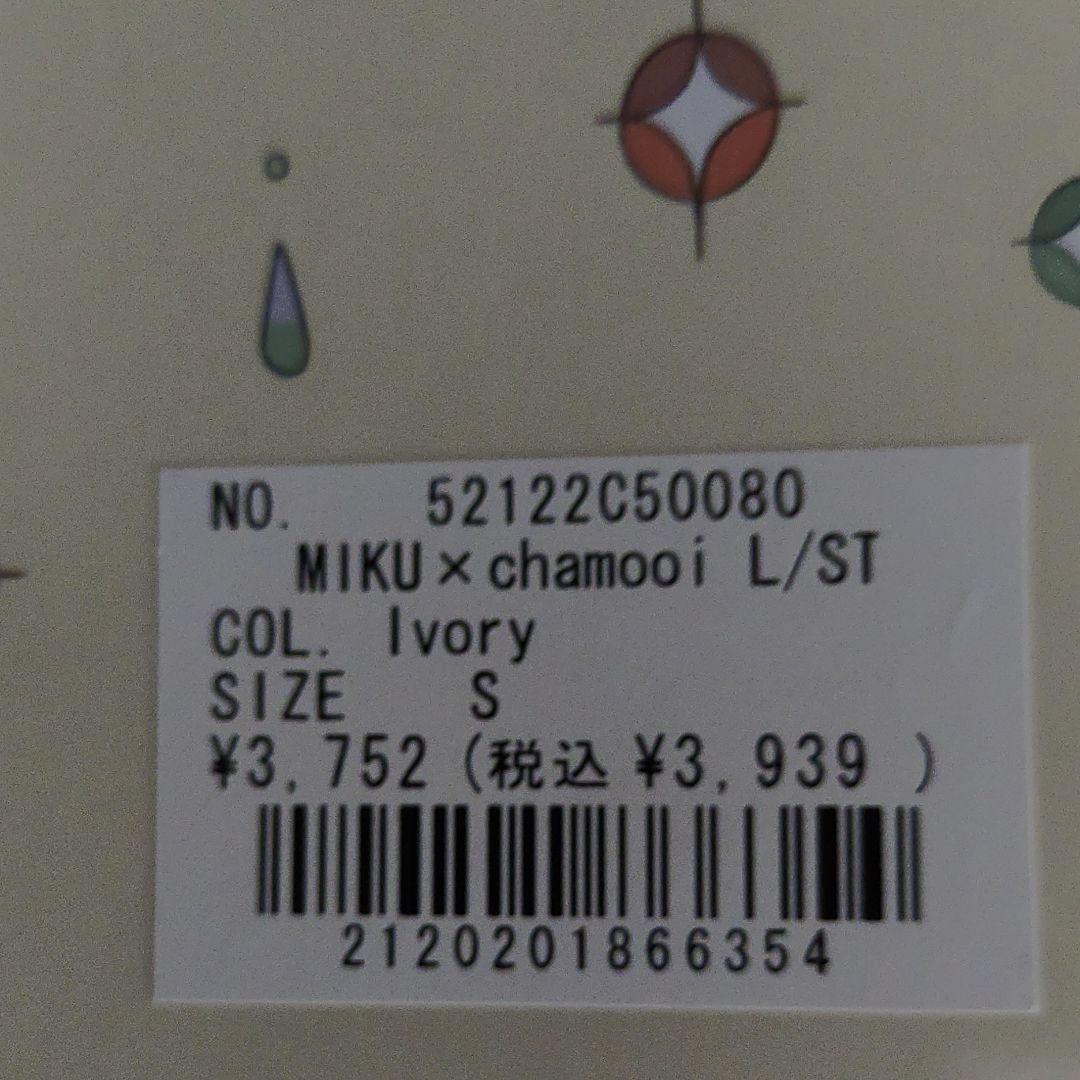 NO. 52122C50080
MIKU×chamooi L/ST
COL. Ivory
SIZE S
¥3,752(税込 ¥3,939 )
2120201866354